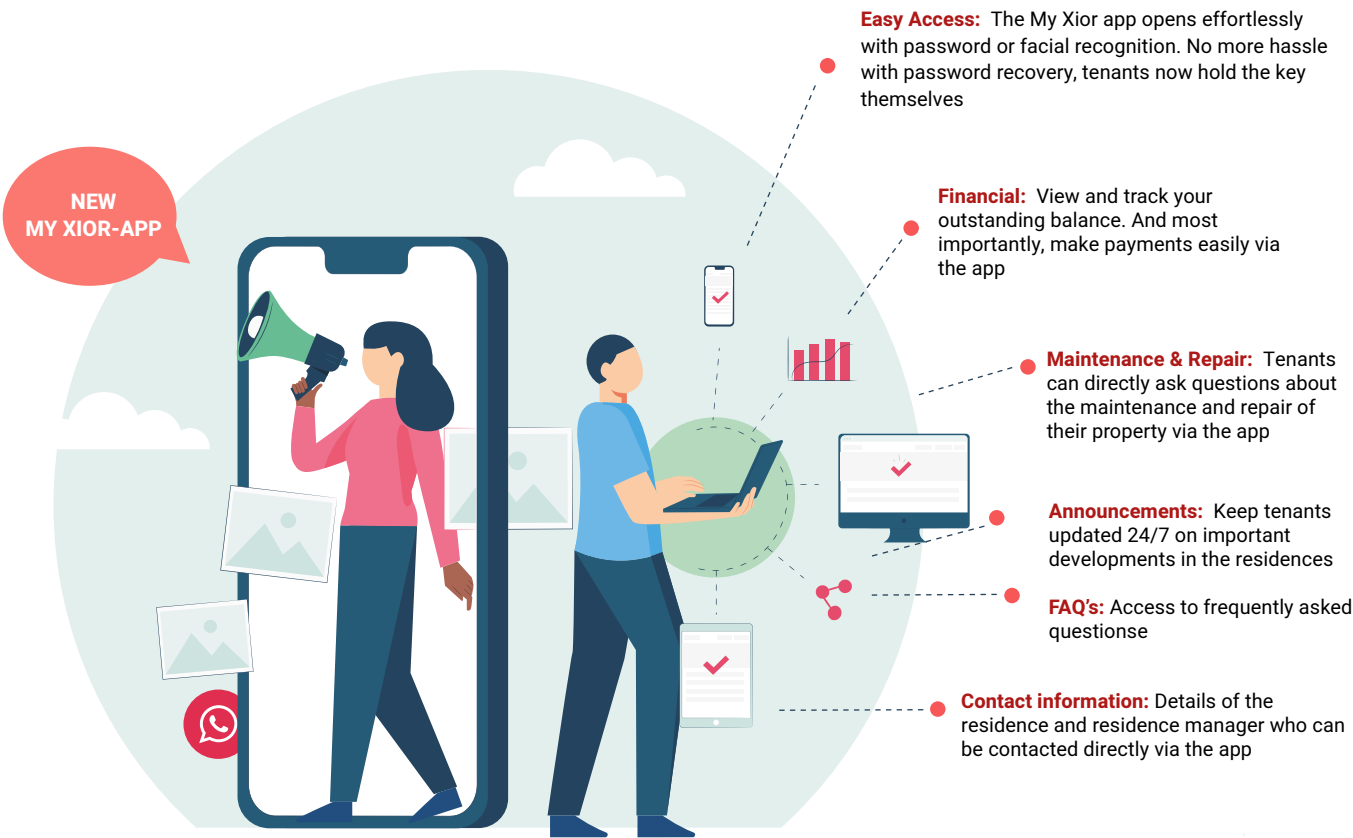 Easy Access: The My Xior app opens effortlessly
with password or facial recognition. No more hassle
with password recovery, tenants now hold the key
themselves
NEW
MY XIOR-APP
Financial: View and track your
outstanding balance. And most
importantly, make payments easily via
the app
Maintenance & Repair: Tenants
can directly ask questions about
the maintenance and repair of
their property via the app
Announcements: Keep tenants
updated 24/7 on important
developments in the residences
FAQ's: Access to frequently asked
questionse
Contact information: Details of the
residence and residence manager who can
be contacted directly via the app